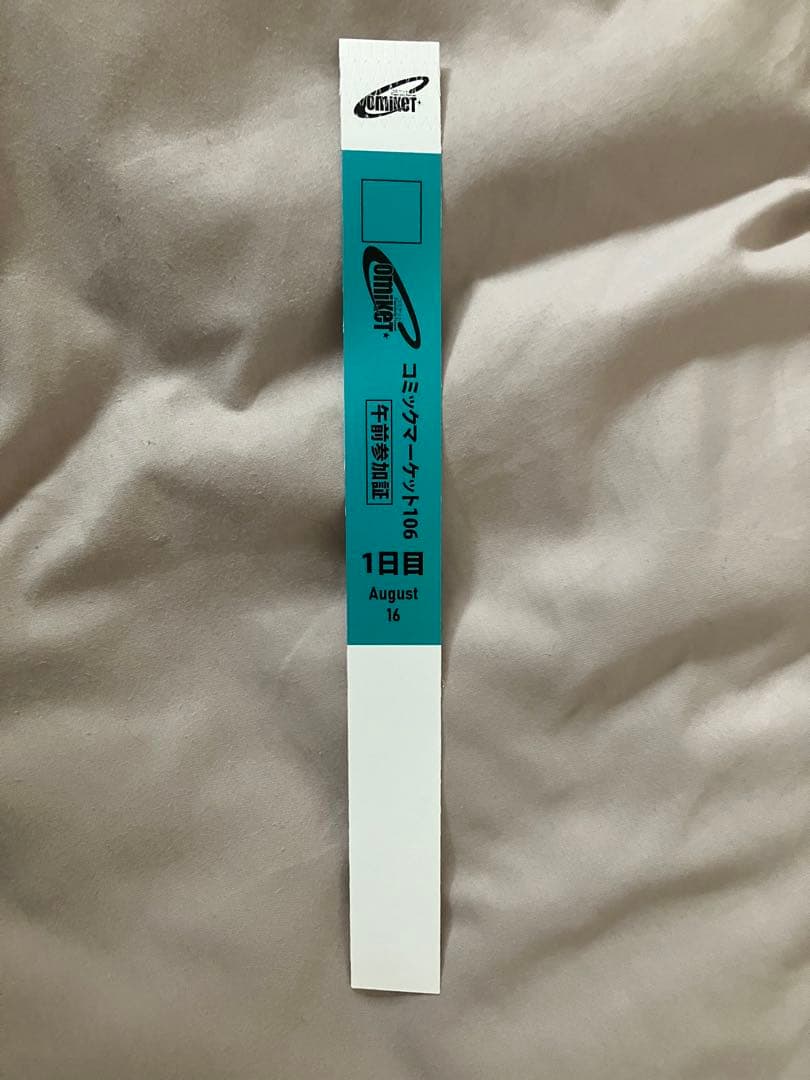 Comiket
Comiket
コミックマーケット106
午前参加証
1日目
August
16